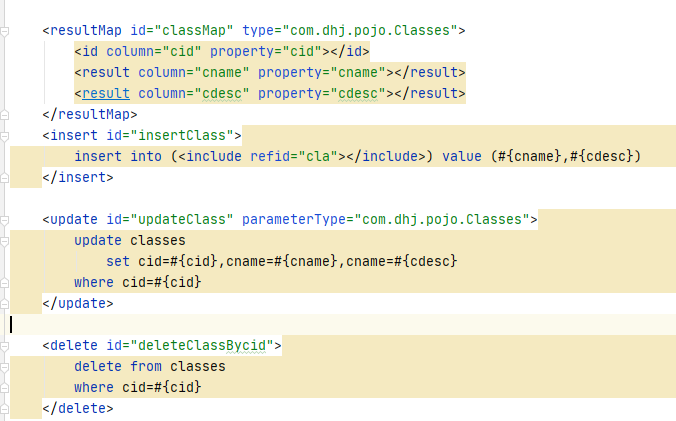 <resultMap id="classMap" type="com.dhj.pojo.Classes">
<id column="cid" property="cid"></id>
<result column="cname" property="cname"></result>
<result column="cdesc" property="cdesc"></result>
</resultMap>
<insert id="insertClass">
insert into (<include refid="cla"></include>) value (#{cname},#{cdesc})
</insert>
<update id="updateClass" parameterType="com.dhj.pojo.Classes">
update classes
set cid=#{cid},cname=#{cname},cname=#{cdesc}
where cid=#{cid}
</update>
<delete id="deleteClassBycid">
delete from classes
where cid=#{cid}
</delete>